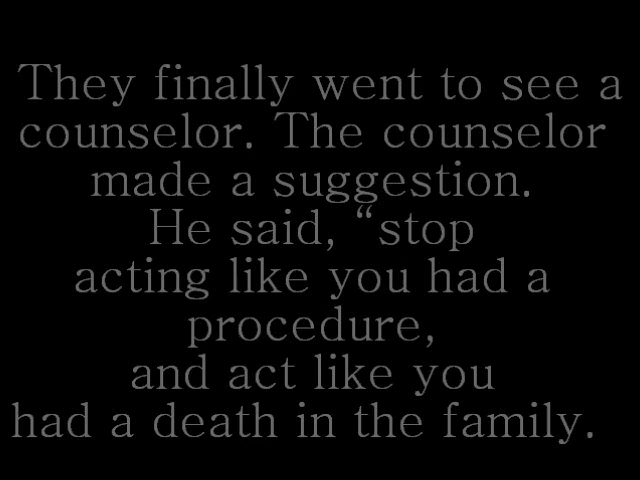 They finally went to see a
counselor. The counselor
made a suggestion.
He said, “stop
acting like you had a
procedure,
and act like you
had a death in the family.